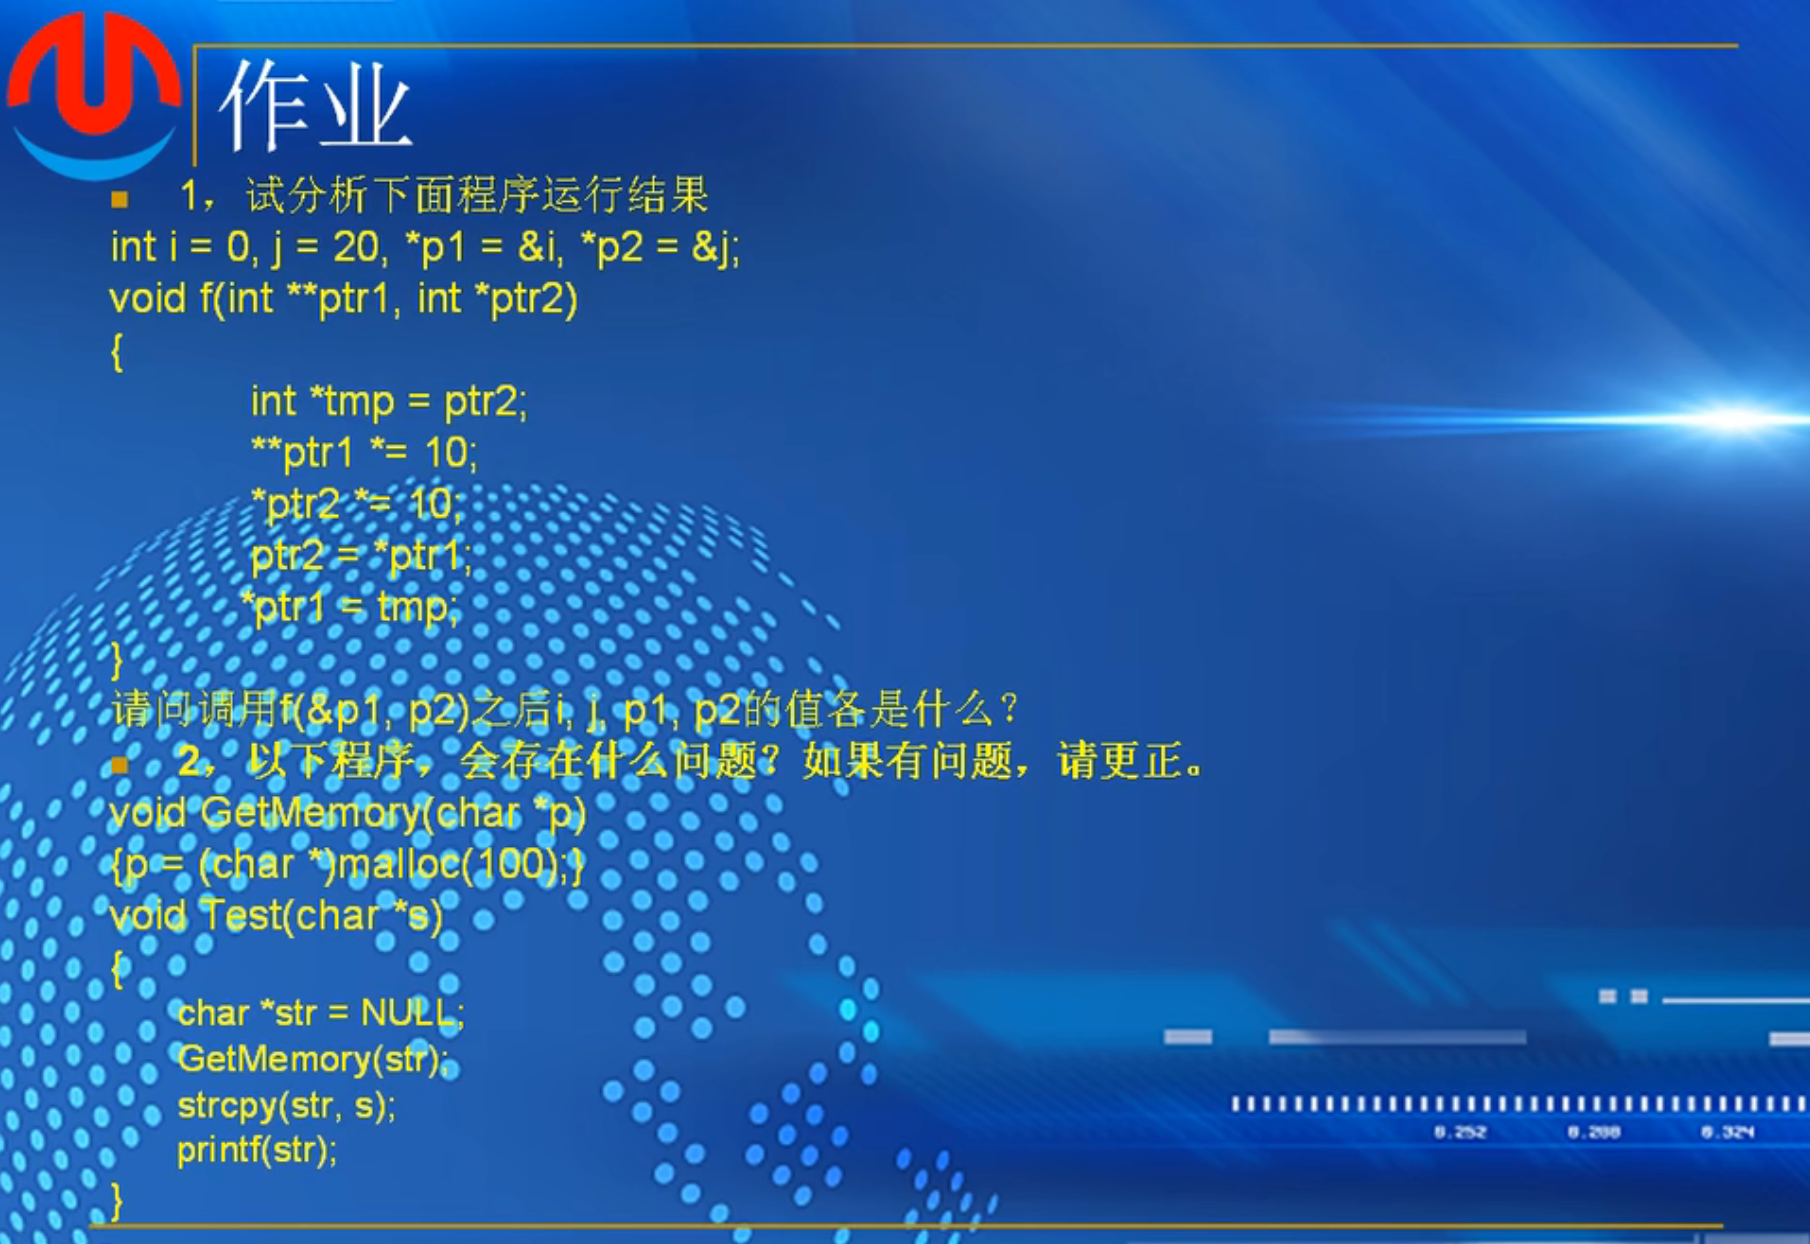 作业
1，试分析下面程序运行结果
int i = 0, j = 20, *p1 = &i, *p2 = &j;
void f(int **ptr1, int *ptr2)
{
int *tmp = ptr2;
**ptr1 *= 10;
*ptr2 *= 10;
ptr2 = *ptr1;
*ptr1 = tmp;
}
请问调用f(&p1, p2)之后i, j, p1, p2的值各是什么？
2，以下程序，会存在什么问题？如果有问题，请更正。
void GetMemory(char *p)
{p = (char *)malloc(100);}
void Test(char *s)
{
char *str = NULL;
GetMemory(str);
strcpy(str, s);
printf(str);
}
0.252 0.288 0.324